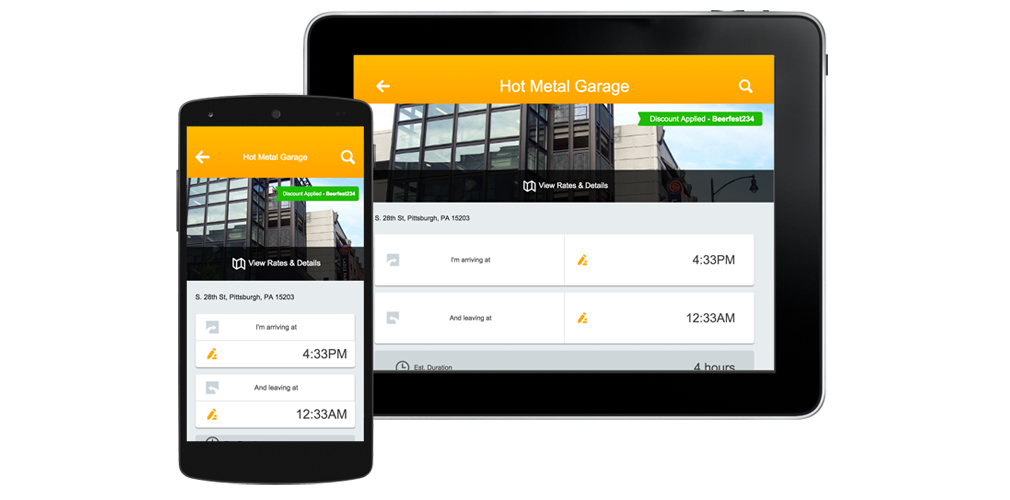 Hot Metal Garage
Discount Applied - Beerfest234
View Rates & Details
S. 28th St, Pittsburgh, PA 15203
I'm arriving at
4:33PM
And leaving at
12:33AM
Hot Metal Garage
Discount Applied - Beerfest234
View Rates & Details
S. 28th St, Pittsburgh, PA 15203
I'm arriving at 4:33PM
And leaving at 12:33AM
Est. Duration 4 hours